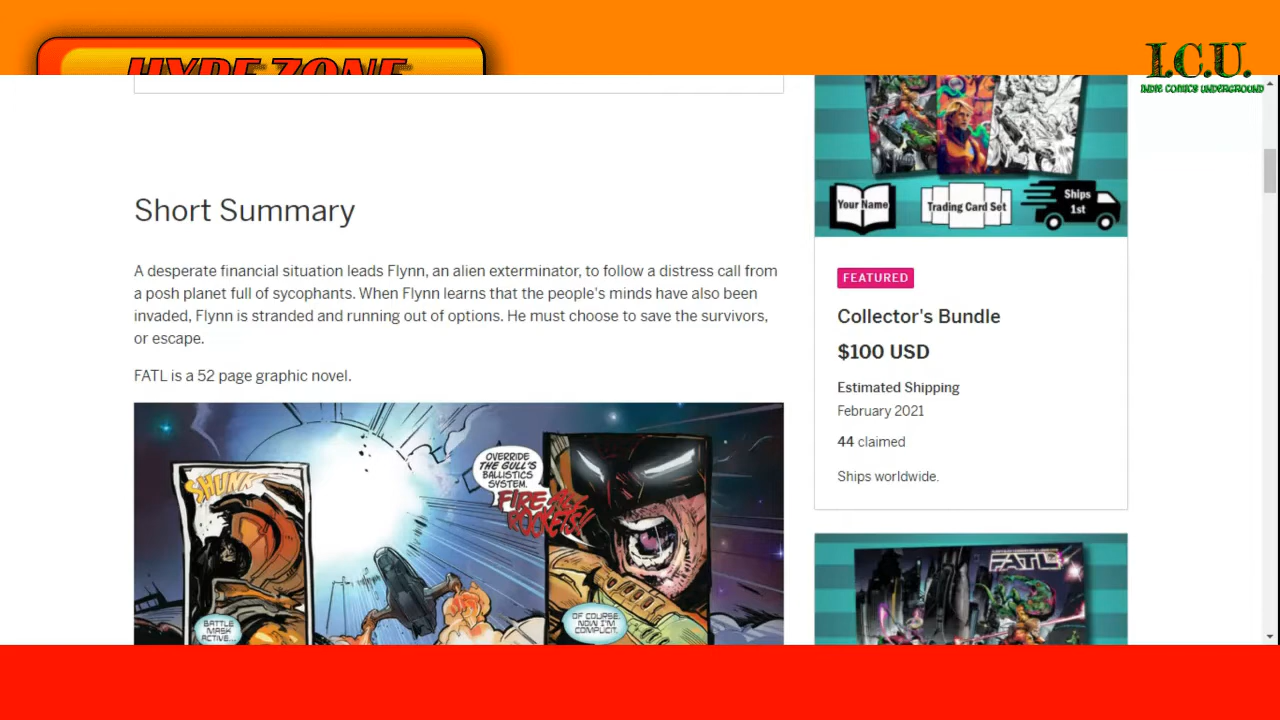 HYPE ZONE
I.C.U.
INDIE COMICS UNDERGROUND
Your Name
Trading Card Set
Ships
1st
Short Summary
A desperate financial situation leads Flynn, an alien exterminator, to follow a distress call from
a posh planet full of sycophants. When Flynn learns that the people's minds have also been
invaded, Flynn is stranded and running out of options. He must choose to save the survivors,
or escape.
FATL is a 52 page graphic novel.
SHUNK
BATTLE
MASK
ACTIVE...
OVERRIDE
THE GULL'S
BALLISTICS
SYSTEM.
FIRE ALL
ROCKETS!!
OF COURSE.
NOW I'M
COMPLICIT.
FEATURED
Collector's Bundle
$100 USD
Estimated Shipping
February 2021
44 claimed
Ships worldwide.
FATL